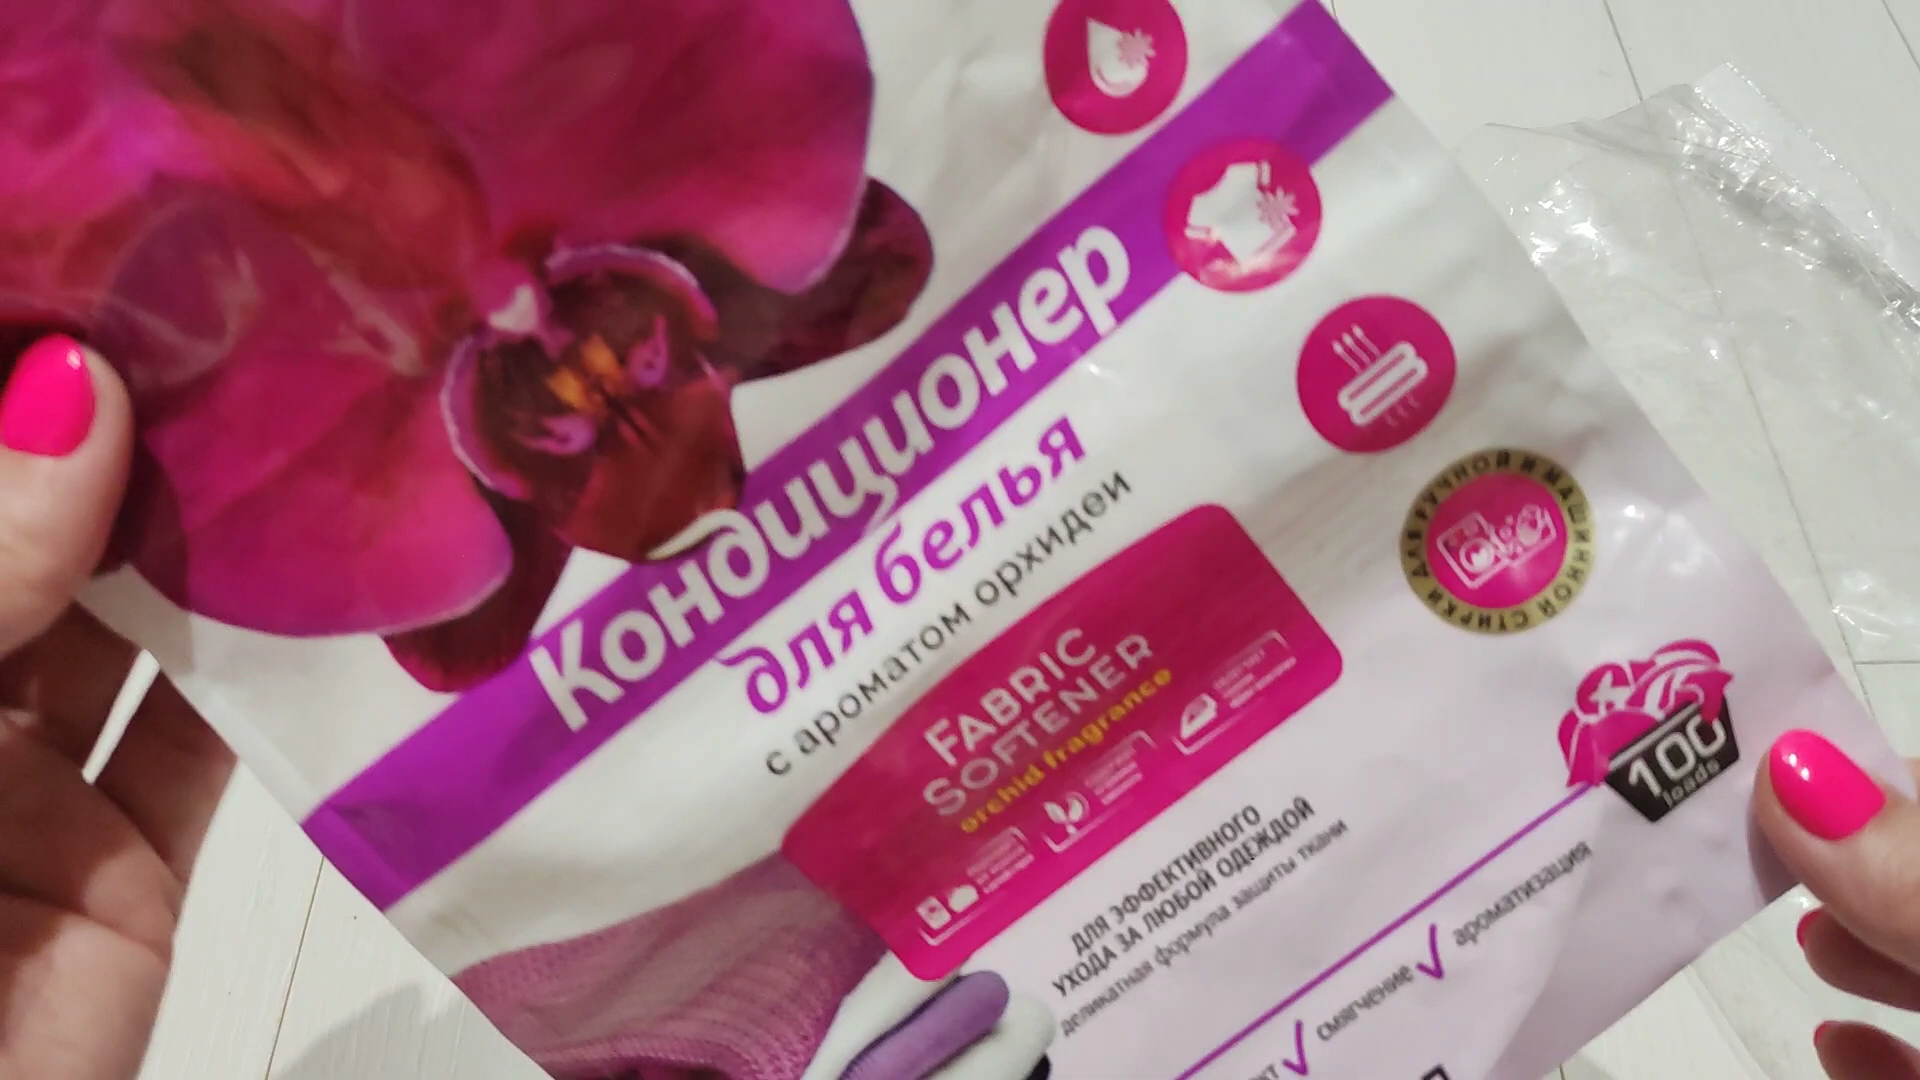 Кондиционер
для белья
с ароматом орхидеи
FABRIC
SOFTENER
orchid fragrance
ДЛЯ РУЧНОЙ И МАШИННОЙ СТИРКИ
100
loads
ДЛЯ ЭФФЕКТИВНОГО
УХОДА ЗА ЛЮБОЙ ОДЕЖДОЙ
деликатная формула защиты ткани
смягчение ароматизация